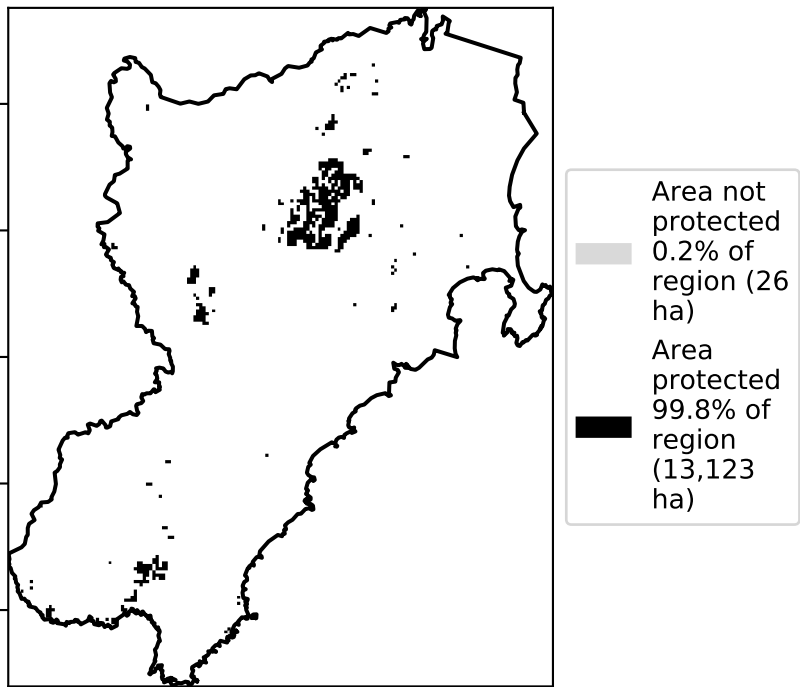 Area not
protected
0.2% of
region (26
ha)
Area
protected
99.8% of
region
(13,123
ha)